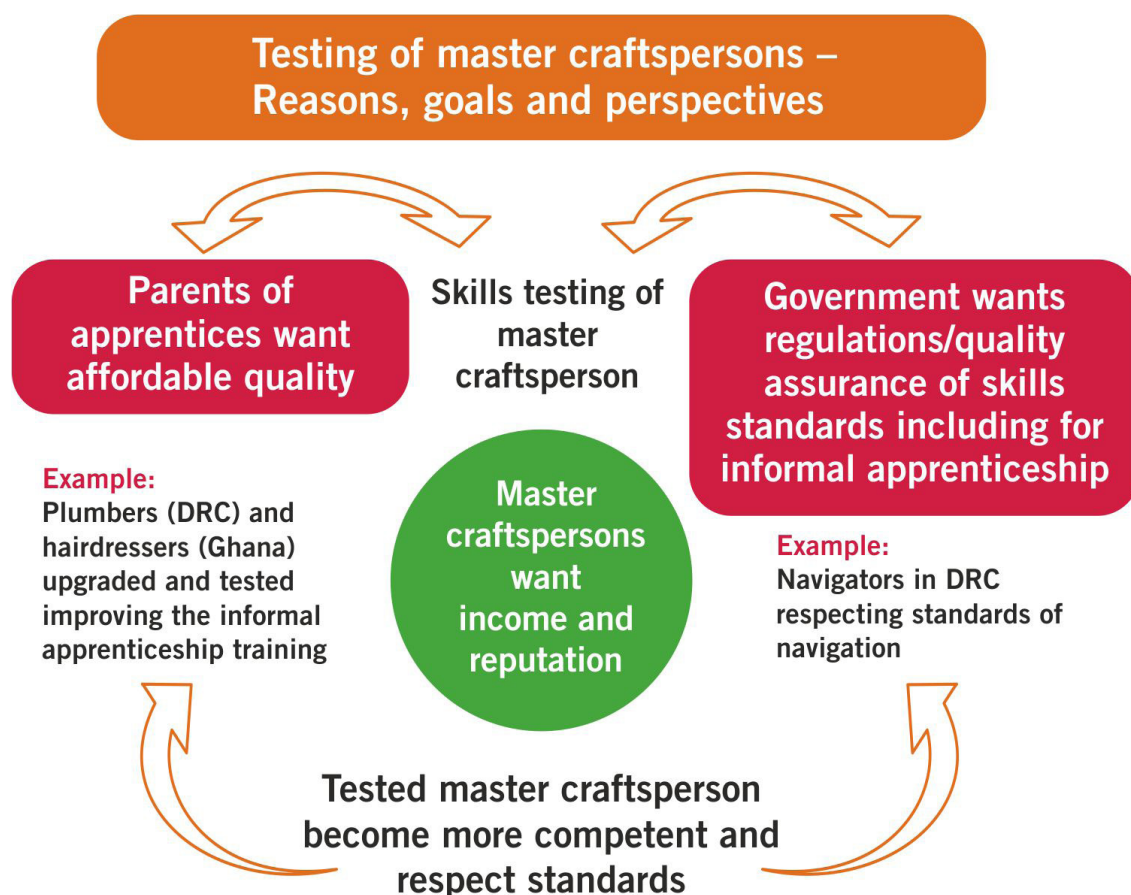 Testing of master craftspersons –
Reasons, goals and perspectives
Parents of
apprentices want
affordable quality
Skills testing of
master
craftsperson
Government wants
regulations/quality
assurance of skills
standards including for
informal apprenticeship
Example:
Plumbers (DRC) and
hairdressers (Ghana)
upgraded and tested
improving the informal
apprenticeship training
Master
craftspersons
want
income and
reputation
Example:
Navigators in DRC
respecting standards of
navigation
Tested master craftsperson
become more competent and
respect standards